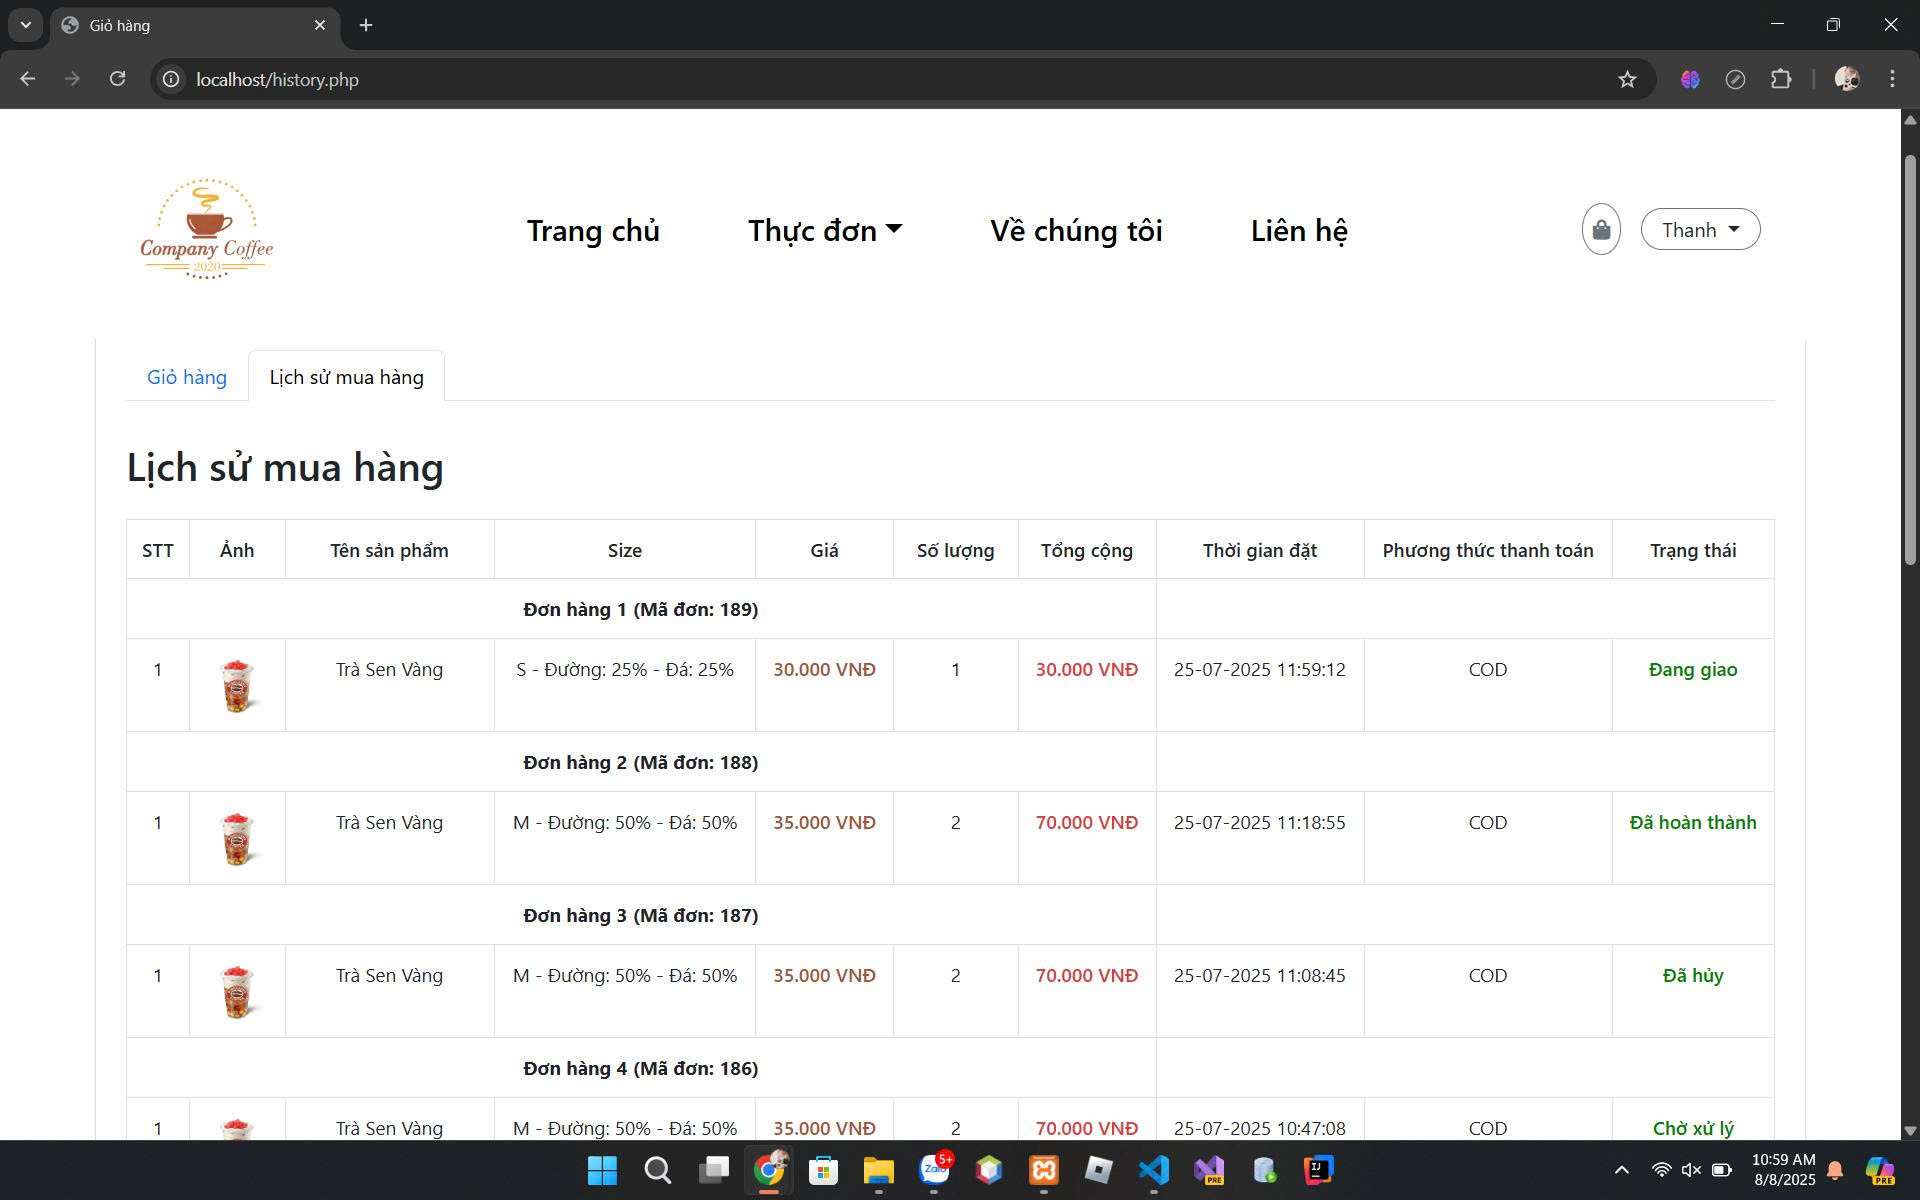 Giỏ hàng
localhost/history.php
Company Coffee
2020
Trang chủ
Thực đơn
Về chúng tôi
Liên hệ
Thanh
Giỏ hàng
Lịch sử mua hàng
Lịch sử mua hàng
STT Ảnh Tên sản phẩm Size Giá Số lượng Tổng cộng Thời gian đặt Phương thức thanh toán Trạng thái
Đơn hàng 1 (Mã đơn: 189)
1 Trà Sen Vàng S - Đường: 25% - Đá: 25% 30.000 VNĐ 1 30.000 VNĐ 25-07-2025 11:59:12 COD Đang giao
Đơn hàng 2 (Mã đơn: 188)
1 Trà Sen Vàng M - Đường: 50% - Đá: 50% 35.000 VNĐ 2 70.000 VNĐ 25-07-2025 11:18:55 COD Đã hoàn thành
Đơn hàng 3 (Mã đơn: 187)
1 Trà Sen Vàng M - Đường: 50% - Đá: 50% 35.000 VNĐ 2 70.000 VNĐ 25-07-2025 11:08:45 COD Đã hủy
Đơn hàng 4 (Mã đơn: 186)
1 Trà Sen Vàng M - Đường: 50% - Đá: 50% 35.000 VNĐ 2 70.000 VNĐ 25-07-2025 10:47:08 COD Chờ xử lý
Zalo
5+
PRE
IJ
10:59 AM
8/8/2025
PRE